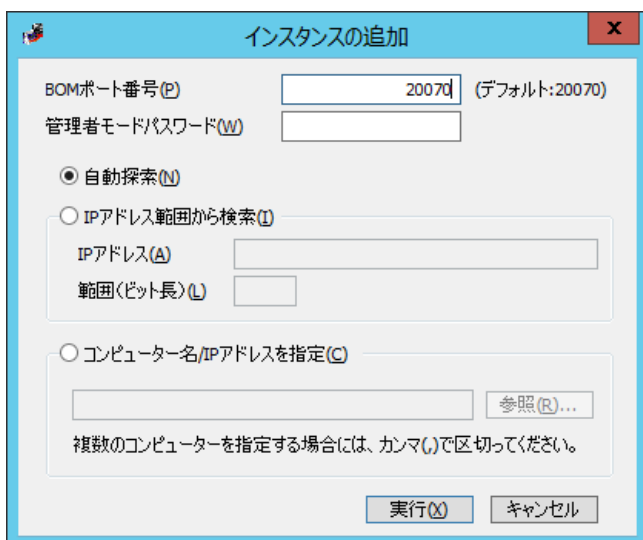 インスタンスの追加
x
BOMポート番号(P) 20070 (デフォルト:20070)
管理者モードパスワード(W)
自動探索(N)
IPアドレス範囲から検索(I)
IPアドレス(A)
範囲(ビット長)(L)
コンピューター名/IPアドレスを指定(C)
参照(R)...
複数のコンピューターを指定する場合には、カンマ(,)で区切ってください。
実行(X) キャンセル